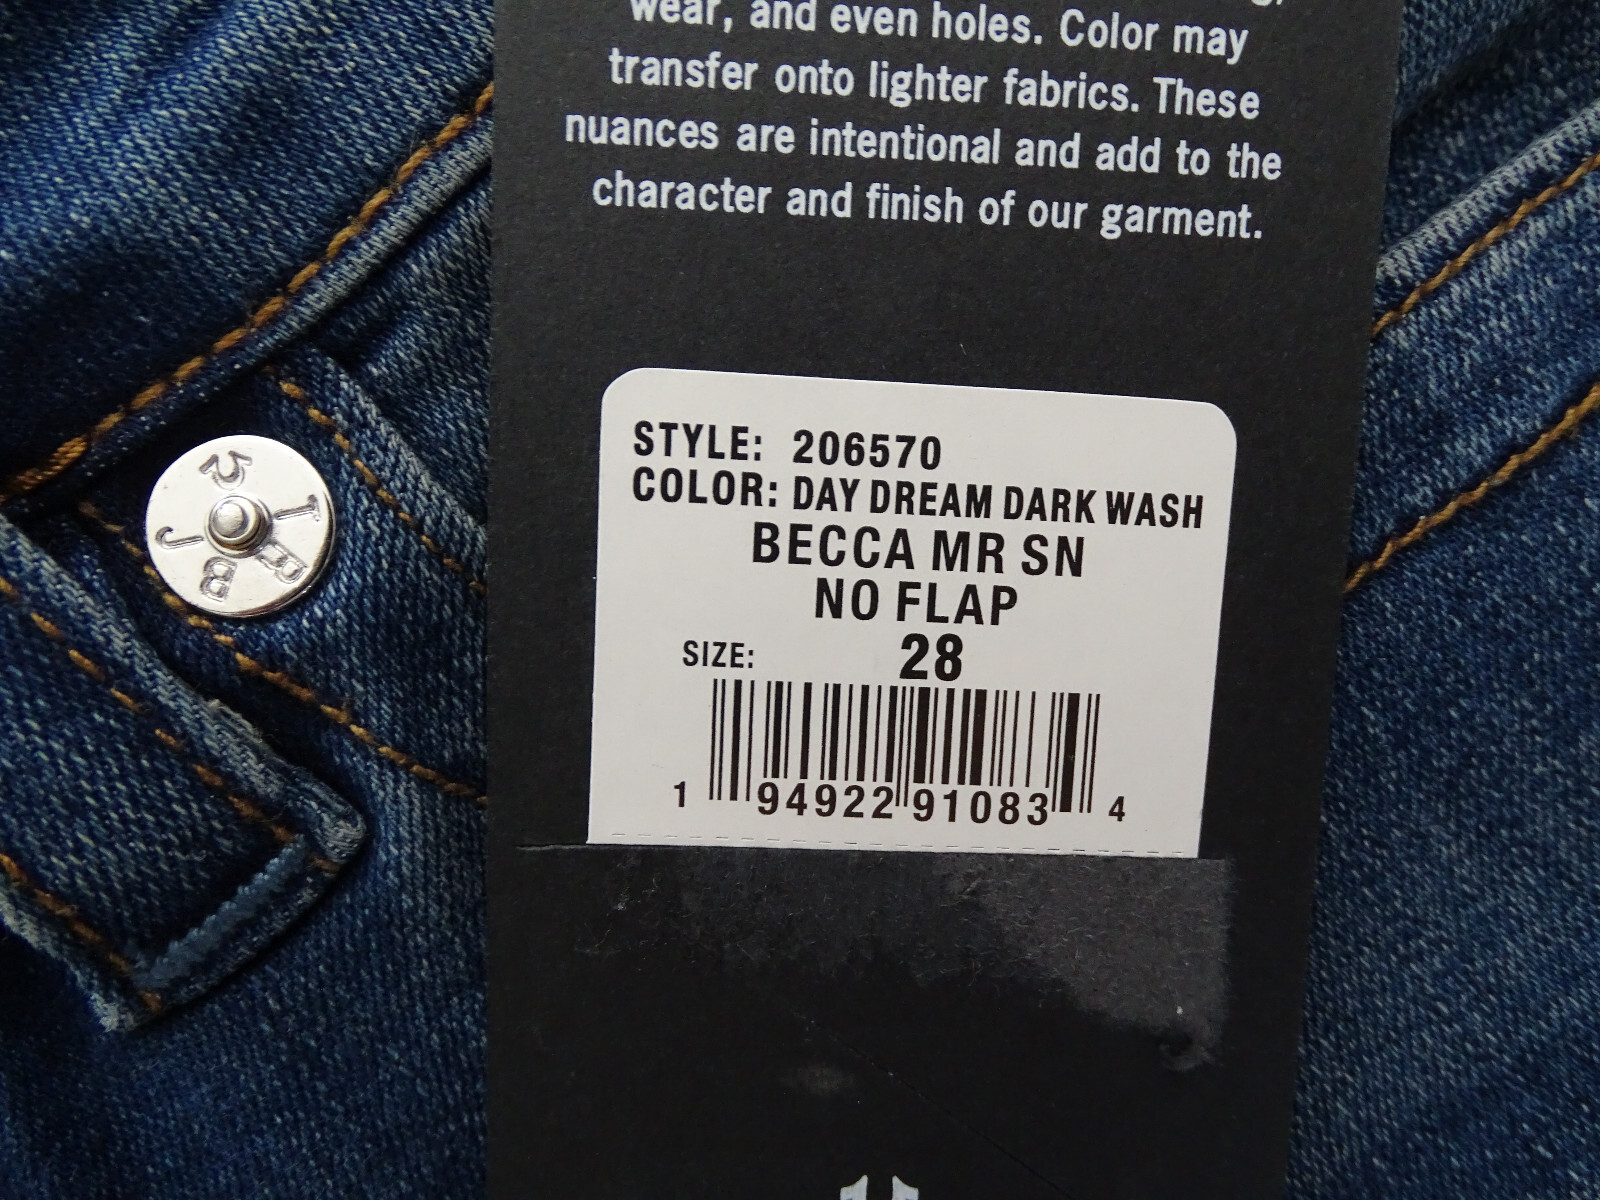 wear, and even holes. Color may
transfer onto lighter fabrics. These
nuances are intentional and add to the
character and finish of our garment.
STYLE: 206570
COLOR: DAY DREAM DARK WASH
BECCA MR SN
NO FLAP
SIZE: 28
1 94922 91083 4
T R B J 5